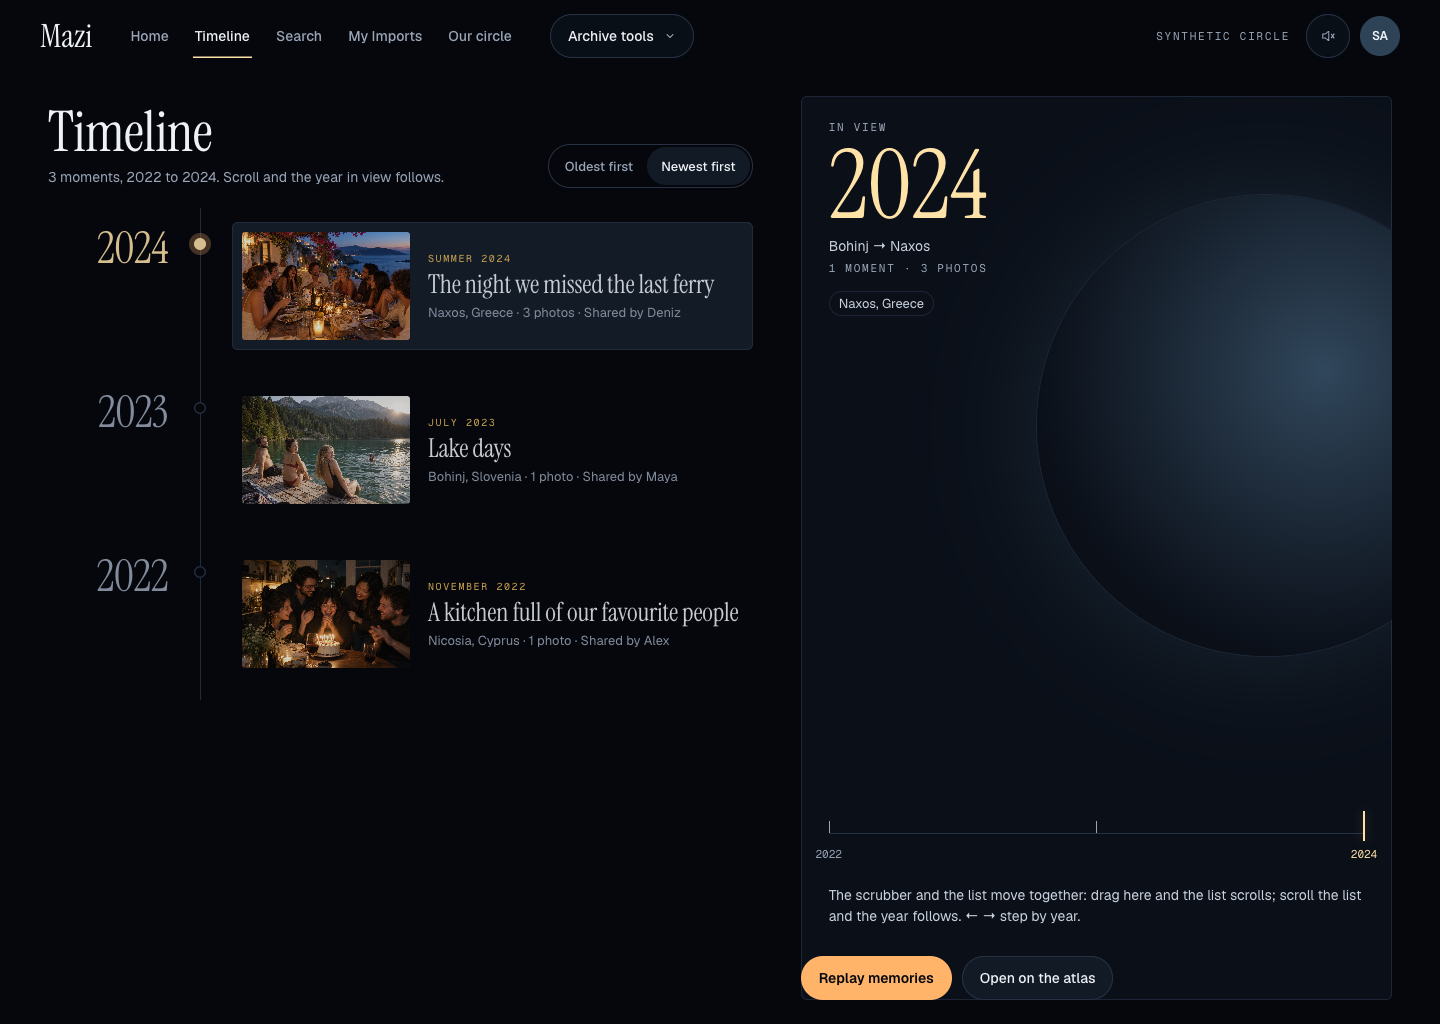 Mazi
Home
Timeline
Search
My Imports
Our circle
Archive tools
SYNTHETIC CIRCLE
SA
Timeline
3 moments, 2022 to 2024. Scroll and the year in view follows.
Oldest first
Newest first
2024
SUMMER 2024
The night we missed the last ferry
Naxos, Greece · 3 photos · Shared by Deniz
2023
JULY 2023
Lake days
Bohinj, Slovenia · 1 photo · Shared by Maya
2022
NOVEMBER 2022
A kitchen full of our favourite people
Nicosia, Cyprus · 1 photo · Shared by Alex
IN VIEW
2024
Bohinj → Naxos
1 MOMENT · 3 PHOTOS
Naxos, Greece
2022
2024
The scrubber and the list move together: drag here and the list scrolls; scroll the list
and the year follows. ← → step by year.
Replay memories
Open on the atlas